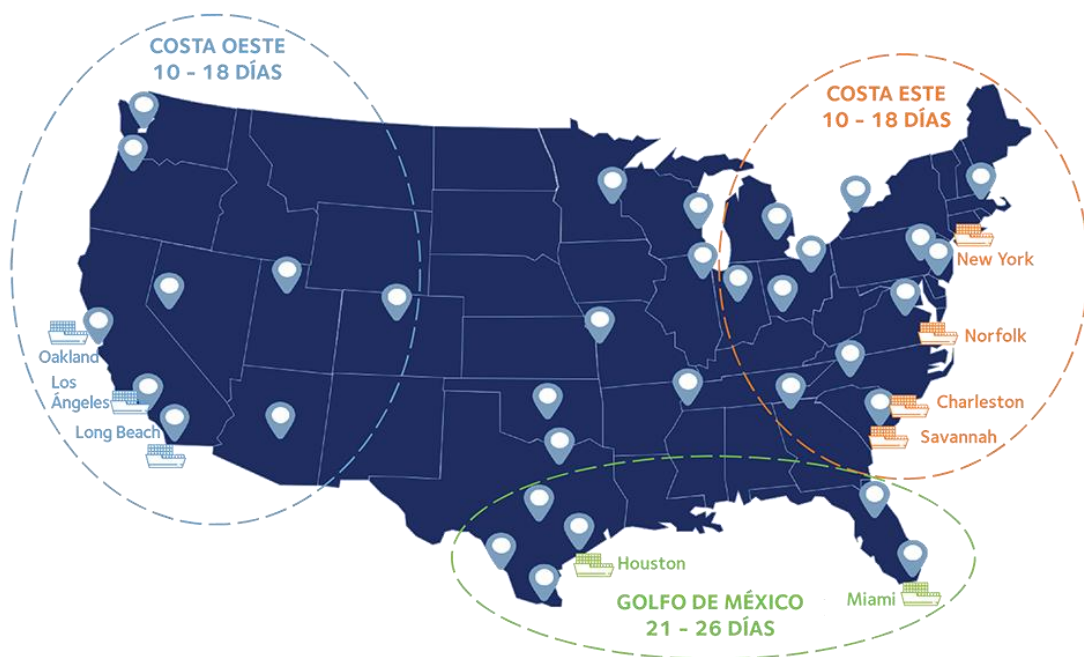 COSTA OESTE
10 - 18 DÍAS
COSTA ESTE
10 - 18 DÍAS
New York
Norfolk
Oakland
Los
Ángeles
Long Beach
Charleston
Savannah
Houston
Miami
GOLFO DE MÉXICO
21 - 26 DÍAS